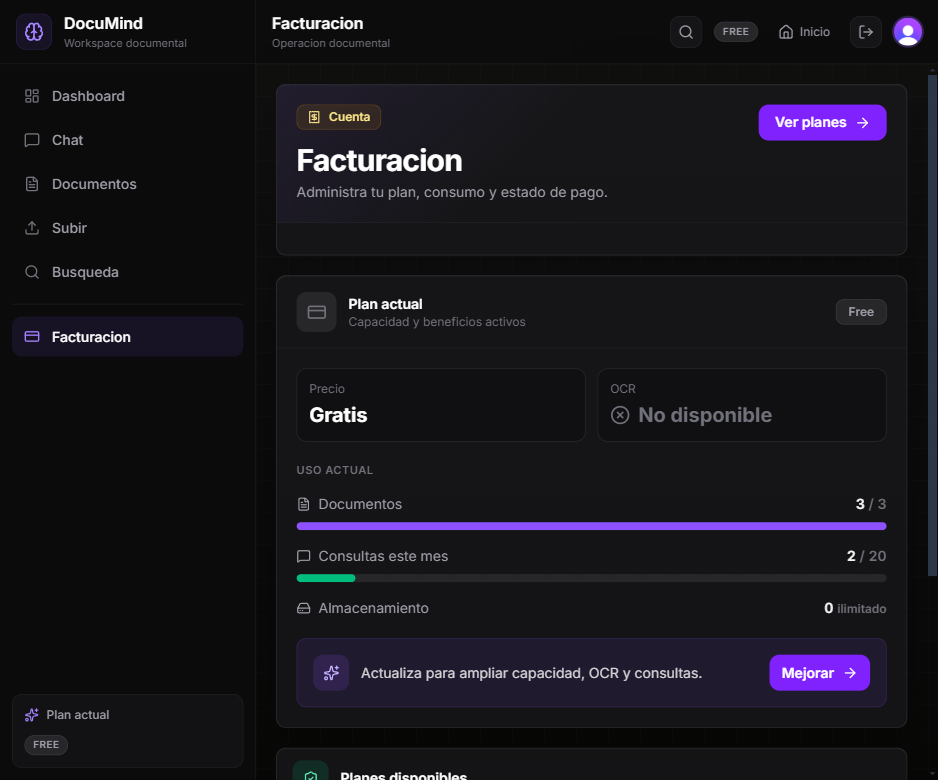 DocuMind
Workspace documental
Dashboard
Chat
Documentos
Subir
Busqueda
Facturacion
Plan actual
FREE
Facturacion
Operacion documental
FREE
Inicio
Cuenta
Ver planes
Facturacion
Administra tu plan, consumo y estado de pago.
Plan actual
Capacidad y beneficios activos
Free
Precio
Gratis
OCR
No disponible
USO ACTUAL
Documentos
3 / 3
Consultas este mes
2 / 20
Almacenamiento
0 ilimitado
Actualiza para ampliar capacidad, OCR y consultas.
Mejorar
Planes disponibles